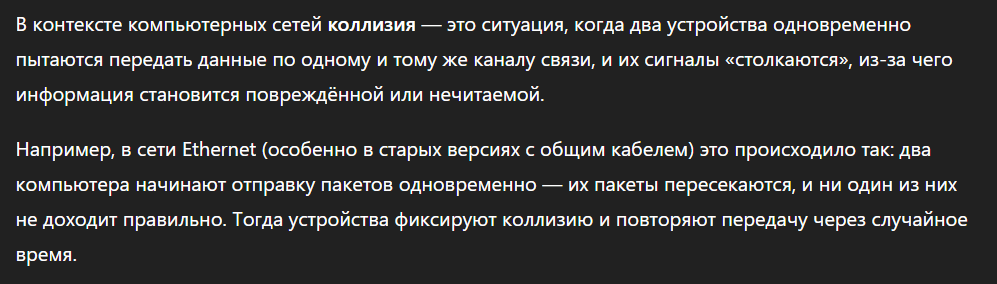 В контексте компьютерных сетей коллизия — это ситуация, когда два устройства одновременно
пытаются передать данные по одному и тому же каналу связи, и их сигналы «столкаются», из-за чего
информация становится повреждённой или нечитаемой.
Например, в сети Ethernet (особенно в старых версиях с общим кабелем) это происходило так: два
компьютера начинают отправку пакетов одновременно — их пакеты пересекаются, и ни один из них
не доходит правильно. Тогда устройства фиксируют коллизию и повторяют передачу через случайное
время.